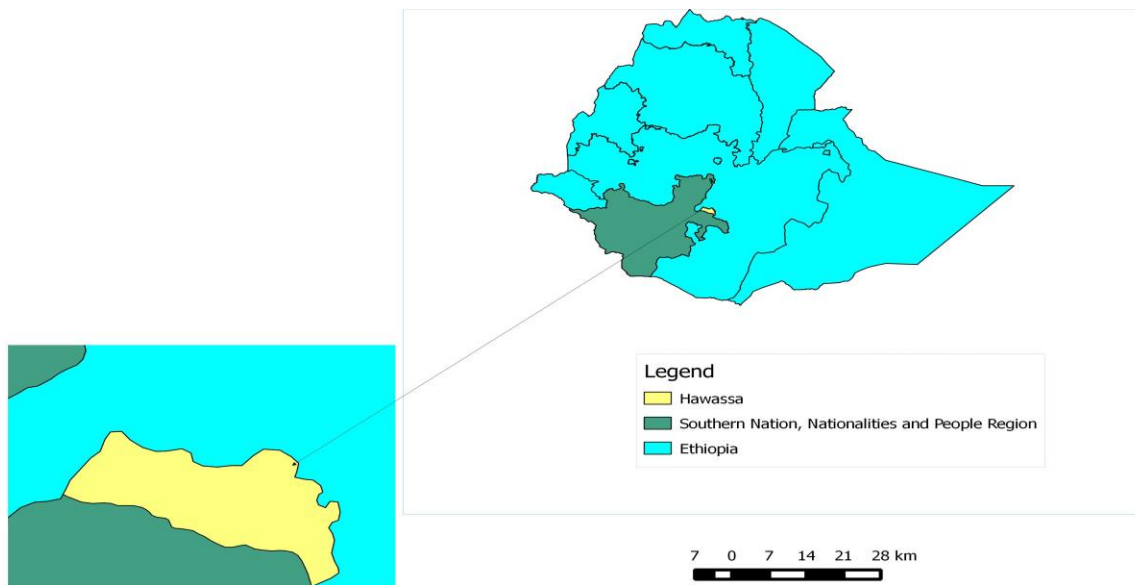 Legend
Hawassa
Southern Nation, Nationalities and People Region
Ethiopia
7 0 7 14 21 28 km